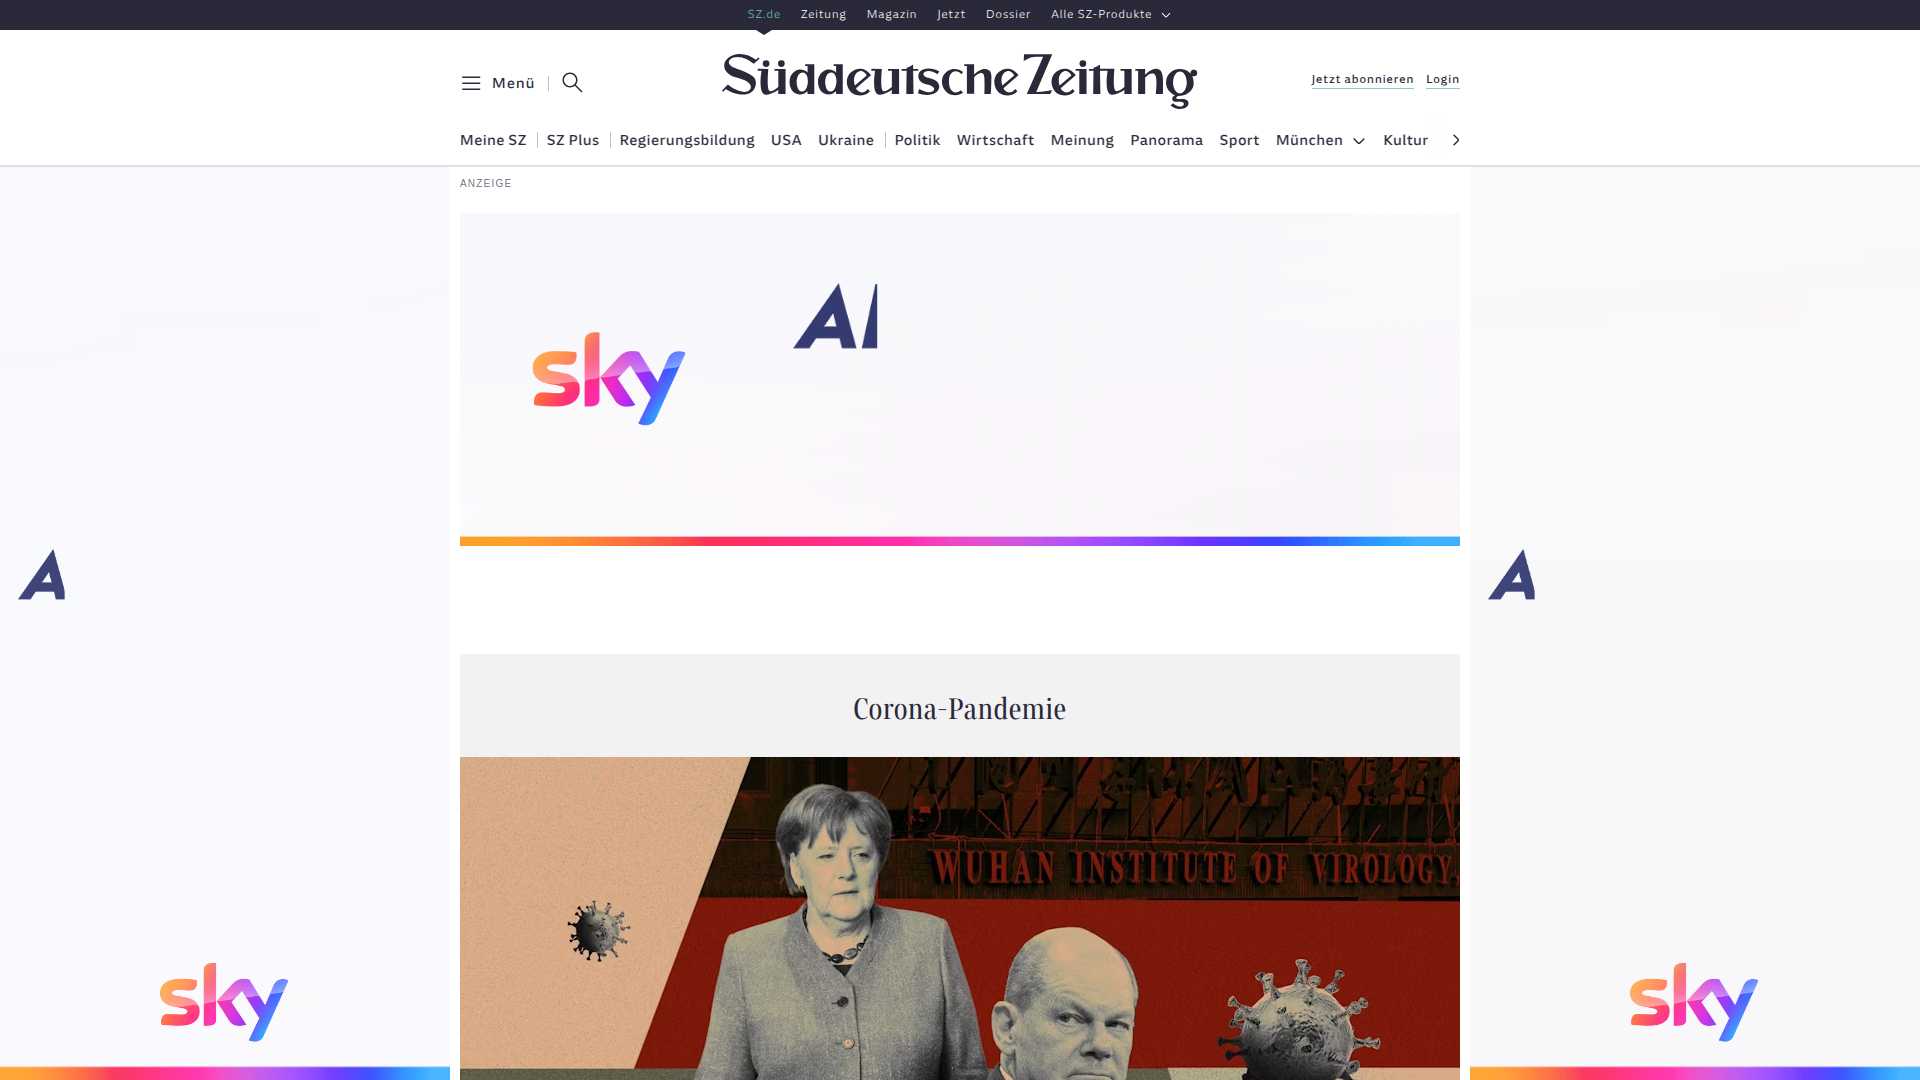 SZ.de Zeitung Magazin Jetzt Dossier Alle SZ-Produkte
Menü
Süddeutsche Zeitung
Jetzt abonnieren Login
Meine SZ SZ Plus Regierungsbildung USA Ukraine Politik Wirtschaft Meinung Panorama Sport München Kultur
ANZEIGE
sky
A
A
Corona-Pandemie
WUHAN INSTITUTE OF VIROLOGY
sky
sky